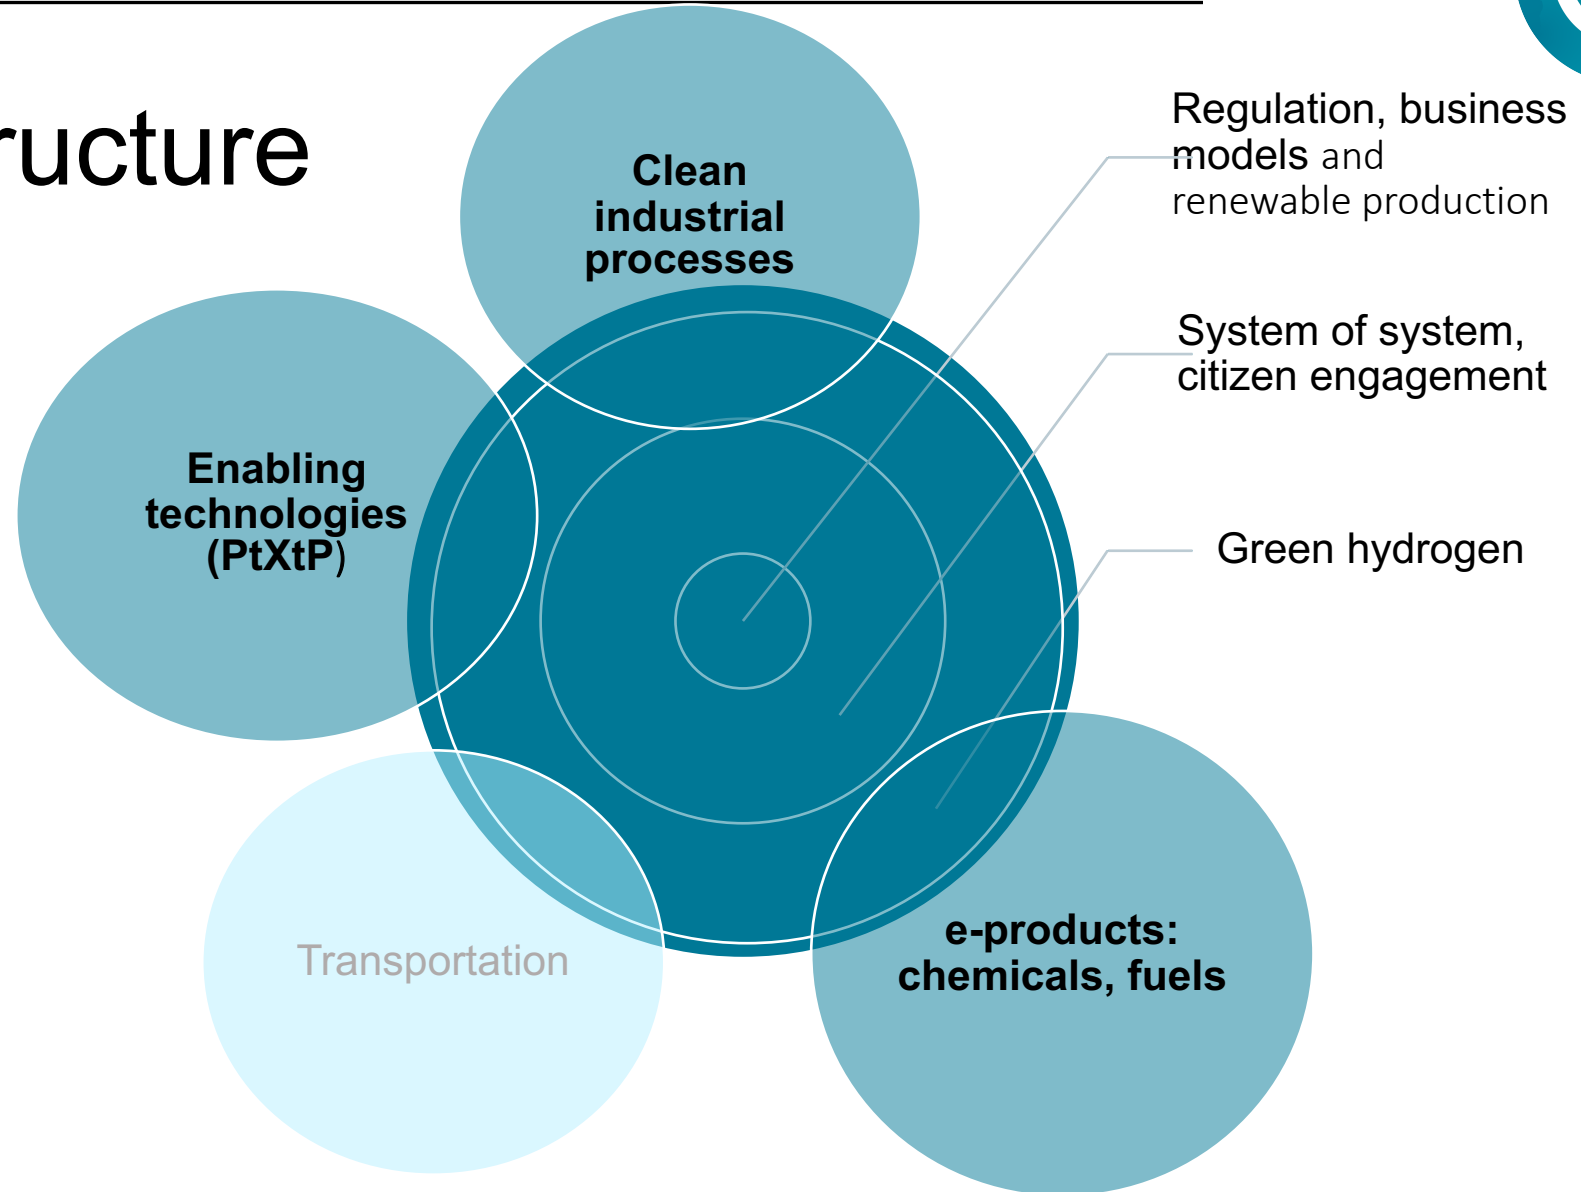 ructure
Clean
industrial
processes
Regulation, business
models and
renewable production
System of system,
citizen engagement
Enabling
technologies
(PtXtP)
Green hydrogen
Transportation
e-products:
chemicals, fuels